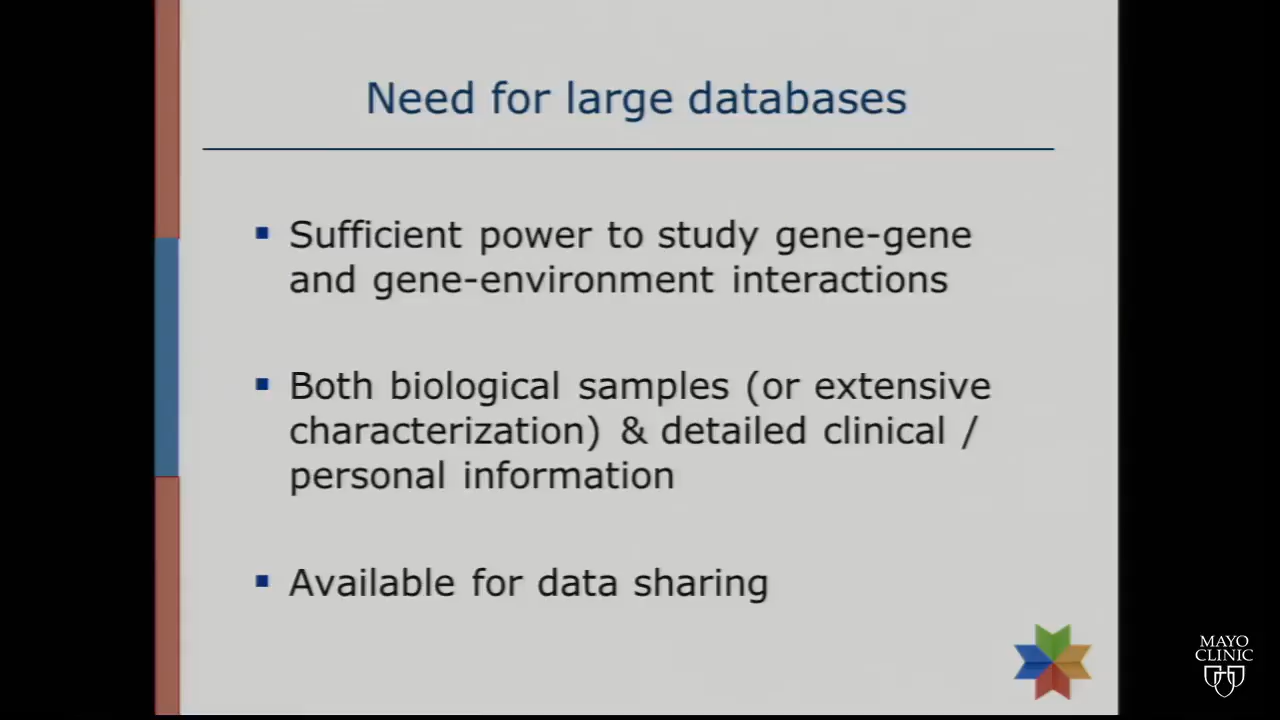 Need for large databases
Sufficient power to study gene-gene
and gene-environment interactions
Both biological samples (or extensive
characterization) & detailed clinical /
personal information
Available for data sharing
MAYO
CLINIC